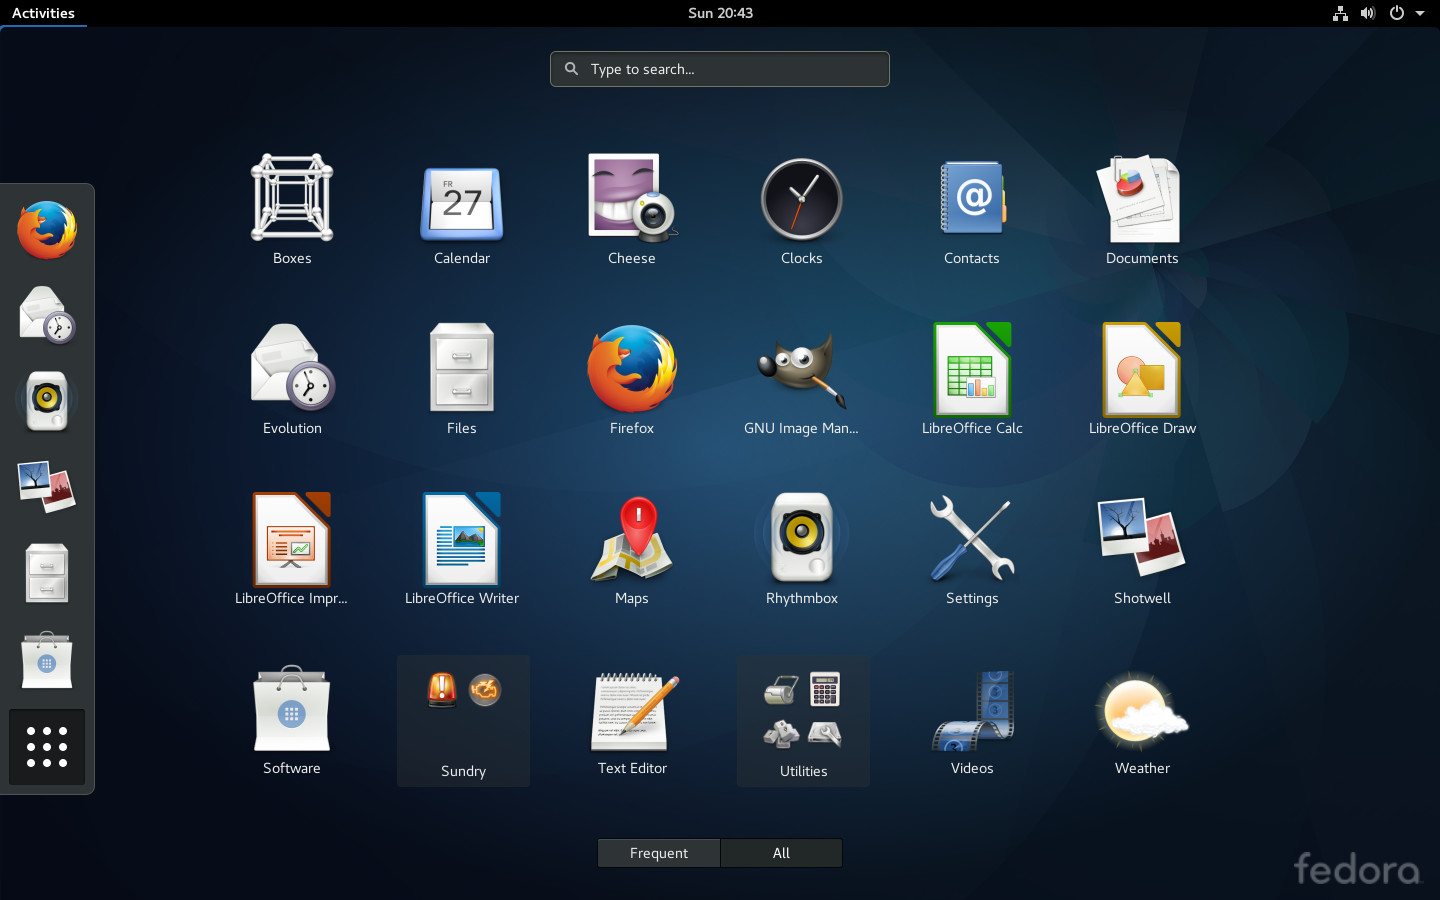 Activities
Sun 20:43
Type to search...
FR
27
Boxes
Calendar
Cheese
Clocks
Contacts
Documents
Evolution
Files
Firefox
GNU Image Man...
LibreOffice Calc
LibreOffice Draw
LibreOffice Impr...
LibreOffice Writer
Maps
Rhythmbox
Settings
Shotwell
Software
Sundry
Text Editor
Utilities
Videos
Weather
Frequent
All
fedora